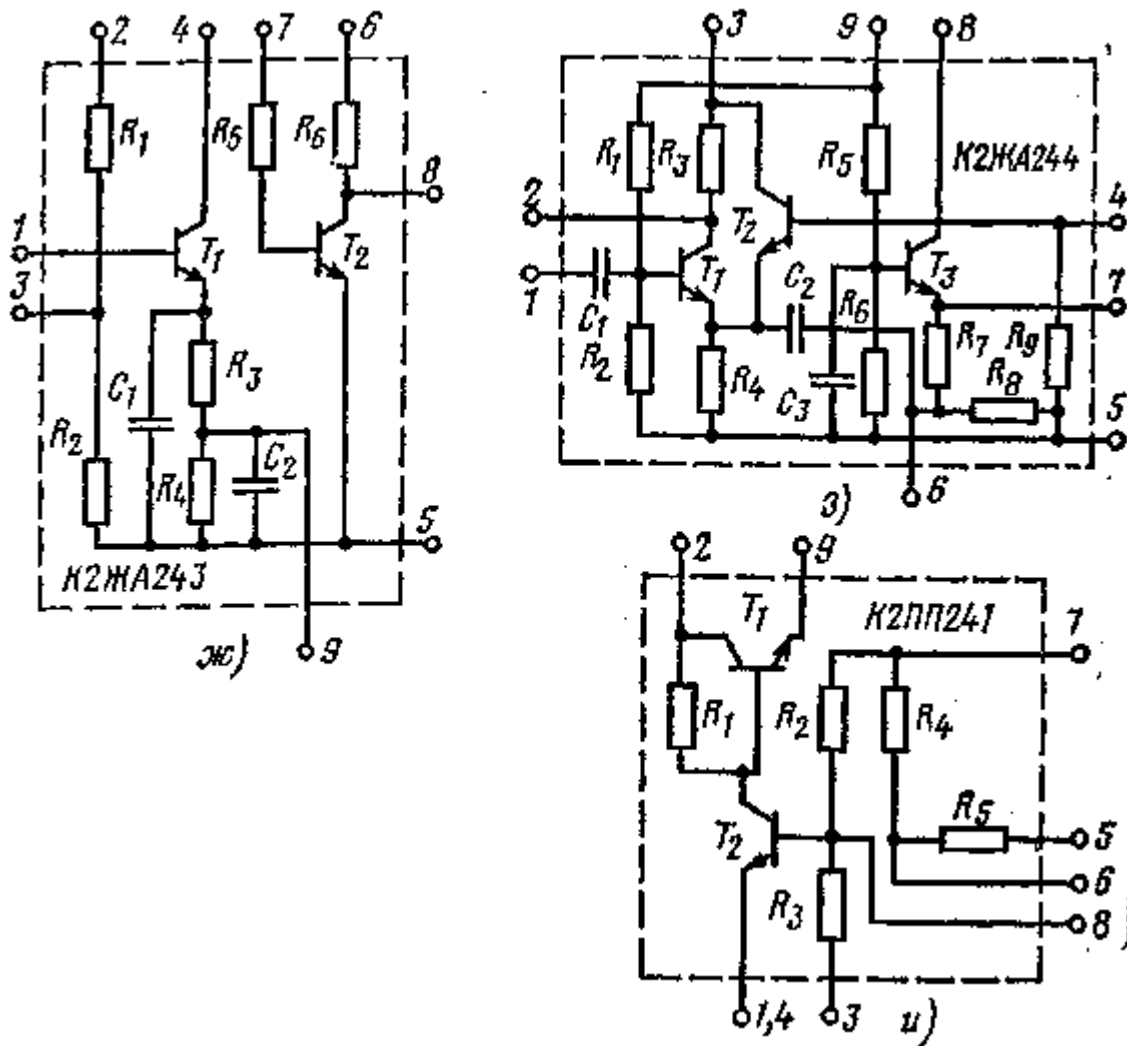 2 4 7 6
R1 R5 R6
8
1 T1 T2
3
C1 R3
R2 R4 C2
5
К2ЖА243
9
ж)
3 9 8
R1 R3 R5 К2ЖА244
2 T2 4
1 C1 T1 C2 T3
R6 7
R2 R4 C3 R7 R8 R9
5
6
з)
2 9
T1 К2ПП241 7
R1 R2 R4
T2 R5 5
6
R3 8
1,4 3
и)